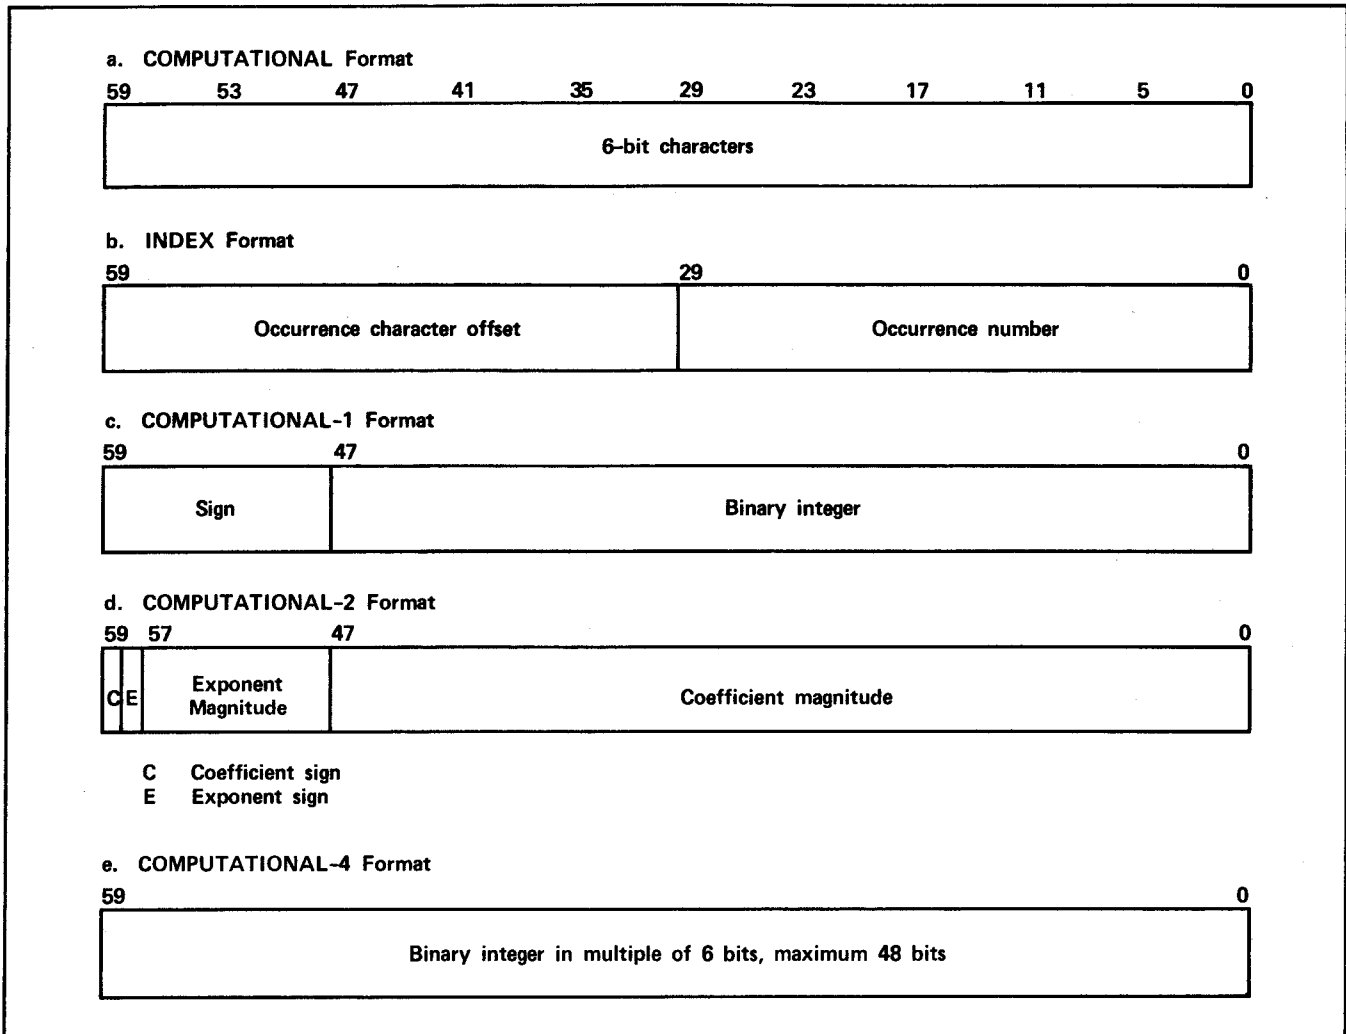 a. COMPUTATIONAL Format
59 53 47 41 35 29 23 17 11 5 0
6-bit characters
b. INDEX Format
59 29 0
Occurrence character offset Occurrence number
c. COMPUTATIONAL-1 Format
59 47 0
Sign Binary integer
d. COMPUTATIONAL-2 Format
59 57 47 0
C E Exponent Magnitude Coefficient magnitude
C Coefficient sign
E Exponent sign
e. COMPUTATIONAL-4 Format
59 0
Binary integer in multiple of 6 bits, maximum 48 bits